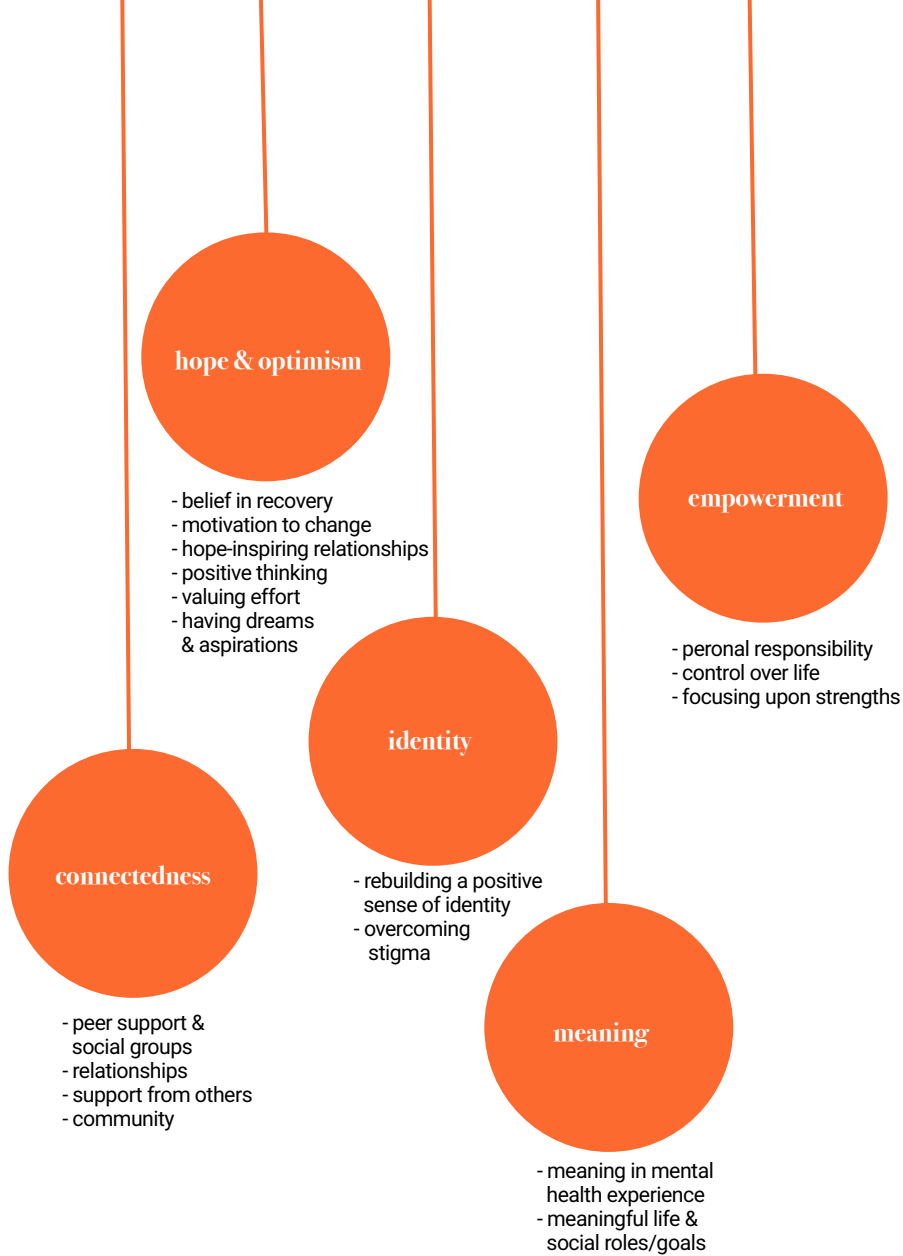 hope & optimism
- belief in recovery
- motivation to change
- hope-inspiring relationships
- positive thinking
- valuing effort
- having dreams
& aspirations
empowerment
- peronal responsibility
- control over life
- focusing upon strengths
identity
- rebuilding a positive
sense of identity
- overcoming
stigma
connectedness
- peer support &
social groups
- relationships
- support from others
- community
meaning
- meaning in mental
health experience
- meaningful life &
social roles/goals